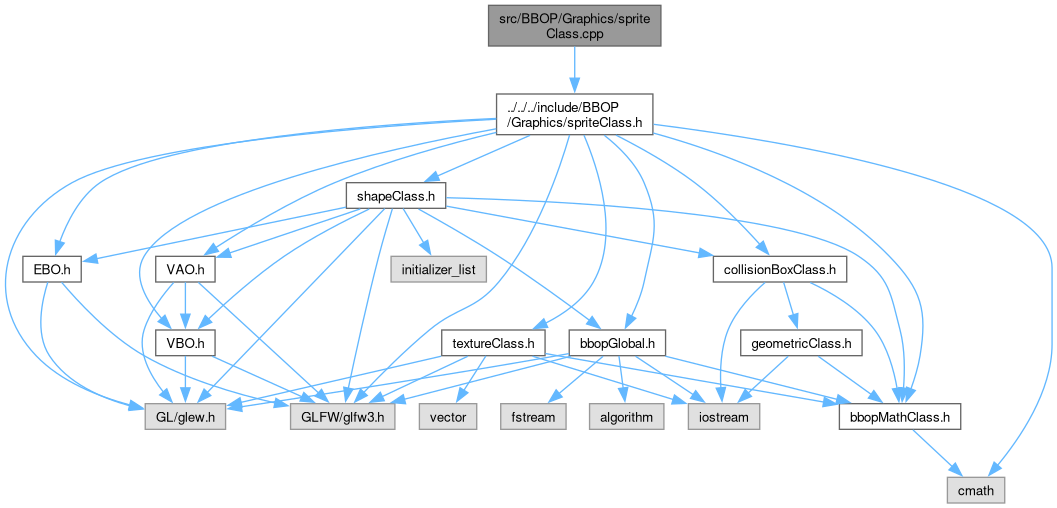 src/BBOP/Graphics/sprite
Class.cpp
../../../include/BBOP
/Graphics/spriteClass.h
shapeClass.h
EBO.h
VAO.h
initializer_list
collisionBoxClass.h
VBO.h
textureClass.h
bbopGlobal.h
geometricClass.h
GL/glew.h
GLFW/glfw3.h
vector
fstream
algorithm
iostream
bbopMathClass.h
cmath